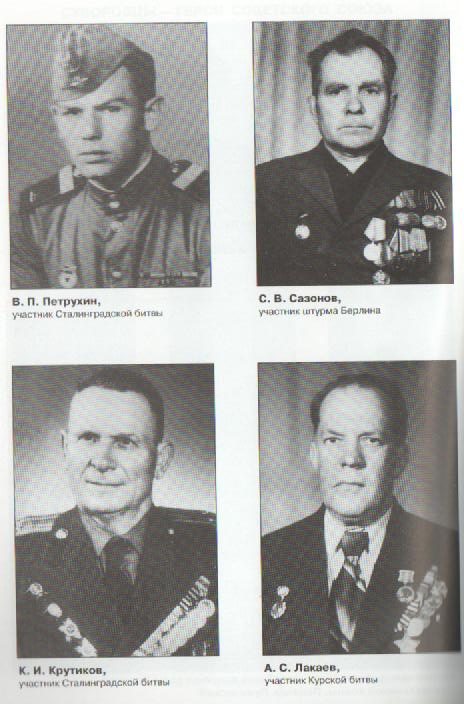 В. П. Петрухин,
участник Сталинградской битвы
С. В. Сазонов,
участник штурма Берлина
К. И. Крутиков,
участник Сталинградской битвы
А. С. Лакаев,
участник Курской битвы